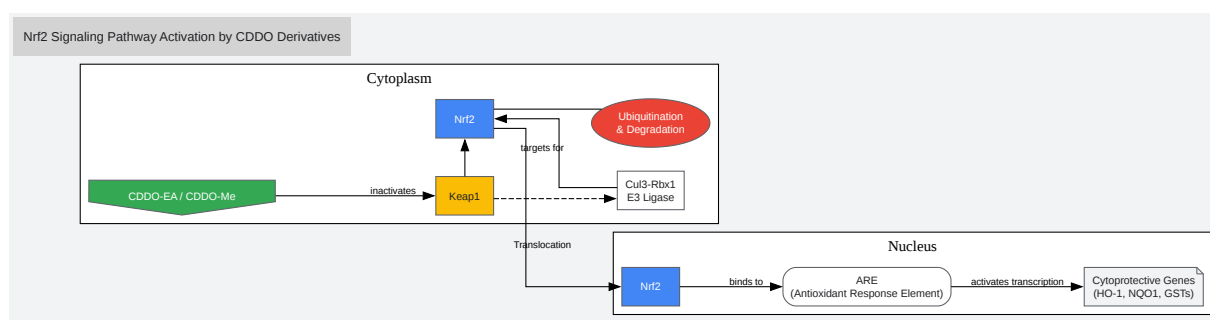 Nrf2 Signaling Pathway Activation by CDDO Derivatives
Cytoplasm
Nrf2
Ubiquitination
& Degradation
targets for
CDDO-EA / CDDO-Me
inactivates
Keap1
Cul3-Rbx1
E3 Ligase
Translocation
Nucleus
Nrf2
binds to
ARE
(Antioxidant Response Element)
activates transcription
Cytoprotective Genes
(HO-1, NQO1, GSTs)